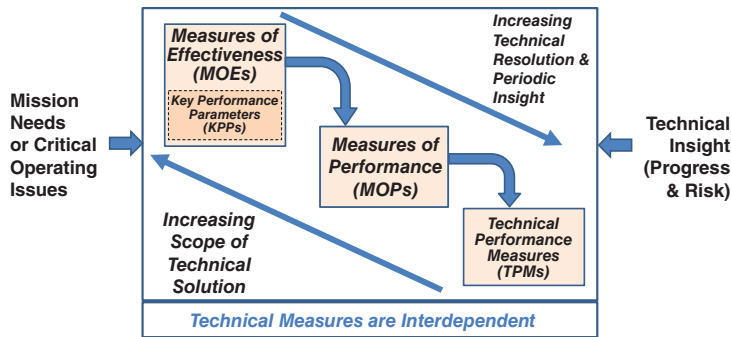 Mission
Needs
or Critical
Operating
Issues
Measures of
Effectiveness
(MOEs)
Key Performance
Parameters
(KPPs)
Increasing
Technical
Resolution &
Periodic
Insight
Measures of
Performance
(MOPs)
Technical
Insight
(Progress
& Risk)
Increasing
Scope of
Technical
Solution
Technical
Performance
Measures
(TPMs)
Technical Measures are Interdependent